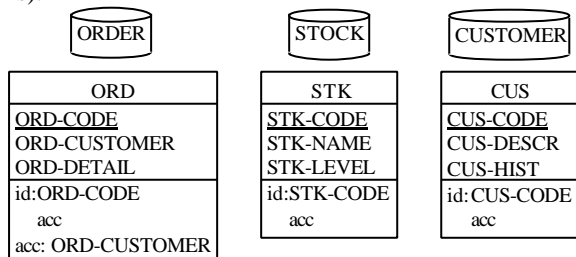 ORDER
ORD
ORD-CODE
ORD-CUSTOMER
ORD-DETAIL
id:ORD-CODE
acc
acc: ORD-CUSTOMER
STOCK
STK
STK-CODE
STK-NAME
STK-LEVEL
id:STK-CODE
acc
CUSTOMER
CUS
CUS-CODE
CUS-DESCR
CUS-HIST
id:CUS-CODE
acc